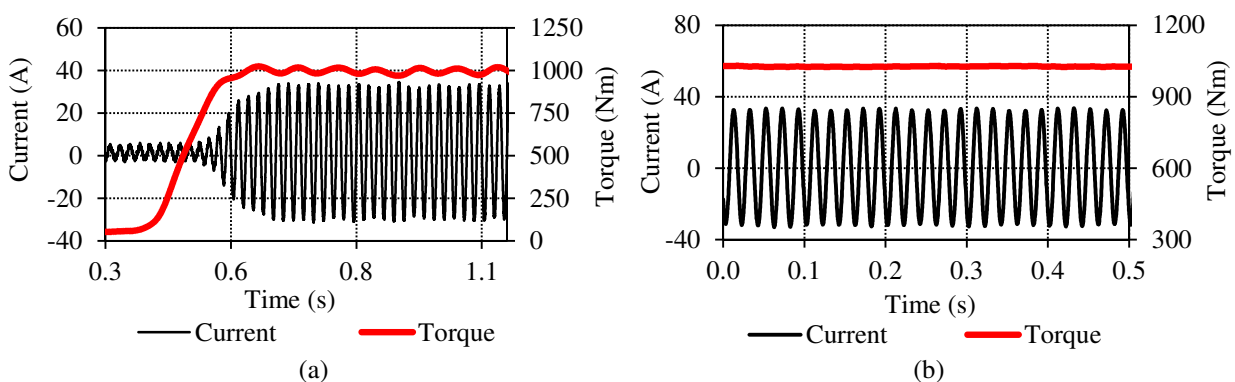 60
40
20
0
-20
-40
Current (A)
1250
1000
750
500
250
0
Torque (Nm)
0.3
0.6
0.8
1.1
Time (s)
Current
Torque
(a)
80
40
0
-40
Current (A)
1200
900
600
300
Torque (Nm)
0.0
0.1
0.2
0.3
0.4
0.5
Time (s)
Current
Torque
(b)